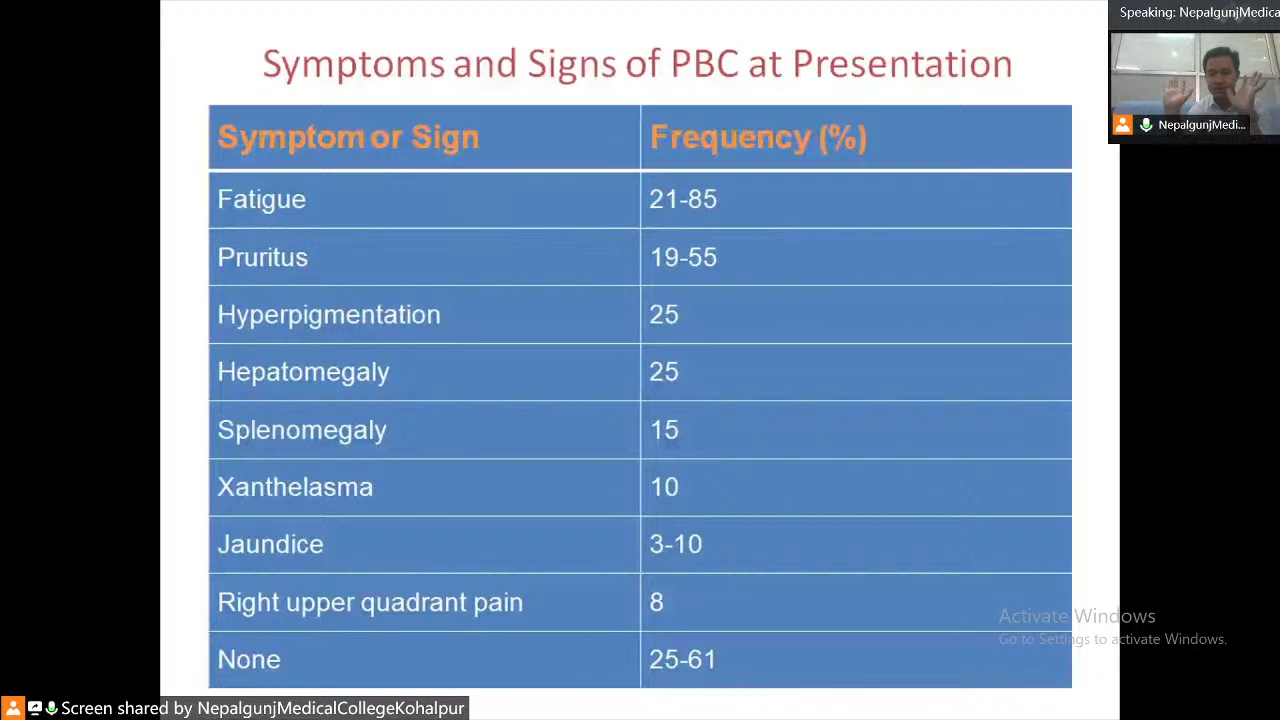 Speaking: NepalgunjMedica
Symptoms and Signs of PBC at Presentation
NepalgunjMedi...
Symptom or Sign Frequency (%)
Fatigue 21-85
Pruritus 19-55
Hyperpigmentation 25
Hepatomegaly 25
Splenomegaly 15
Xanthelasma 10
Jaundice 3-10
Right upper quadrant pain 8
None 25-61
Activate Windows
Go to Settings to activate Windows.
Screen shared by NepalgunjMedicalCollegeKohalpur